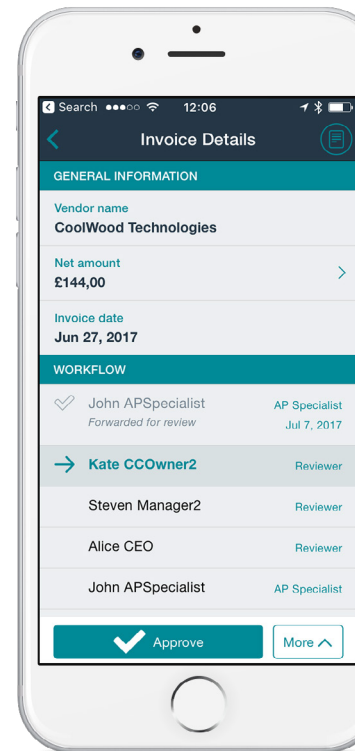 Search 12:06
Invoice Details
GENERAL INFORMATION
Vendor name
CoolWood Technologies
Net amount
£144,00
Invoice date
Jun 27, 2017
WORKFLOW
John APSpecialist AP Specialist
Forwarded for review Jul 7, 2017
Kate CCOwner2 Reviewer
Steven Manager2 Reviewer
Alice CEO Reviewer
John APSpecialist AP Specialist
Approve More